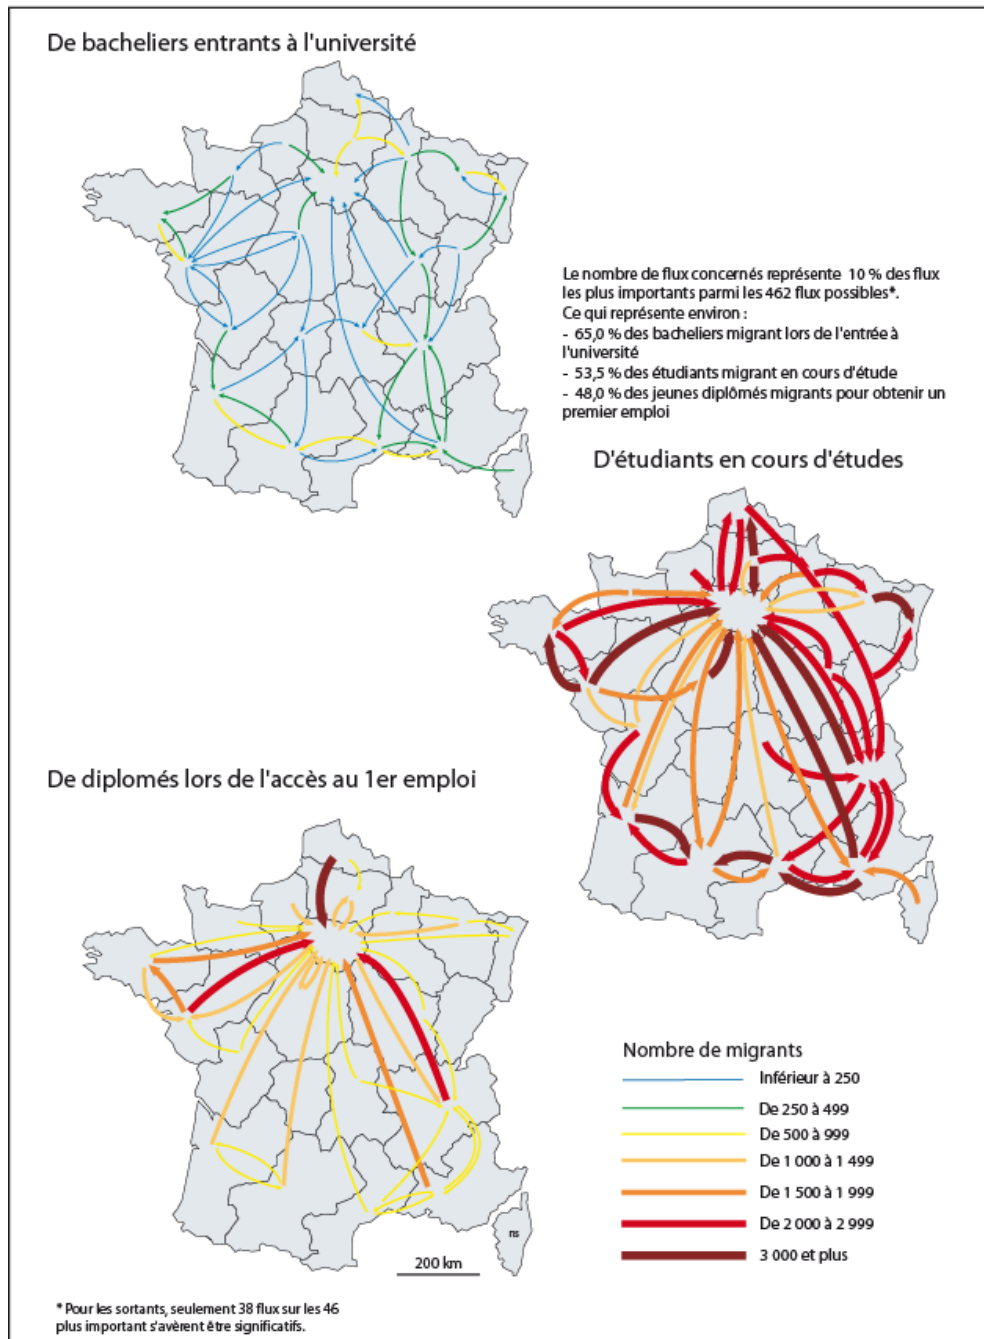 De bacheliers entrants à l'université
Le nombre de flux concernés représente 10 % des flux
les plus importants parmi les 462 flux possibles*.
Ce qui représente environ :
- 65,0 % des bacheliers migrant lors de l'entrée à
l'université
- 53,5 % des étudiants migrant en cours d'étude
- 48,0 % des jeunes diplômés migrants pour obtenir un
premier emploi
D'étudiants en cours d'études
De diplomés lors de l'accès au 1er emploi
Nombre de migrants
Inférieur à 250
De 250 à 499
De 500 à 999
De 1 000 à 1 499
De 1 500 à 1 999
De 2 000 à 2 999
3 000 et plus
ns
200 km
* Pour les sortants, seulement 38 flux sur les 46
plus important s'avèrent être significatifs.